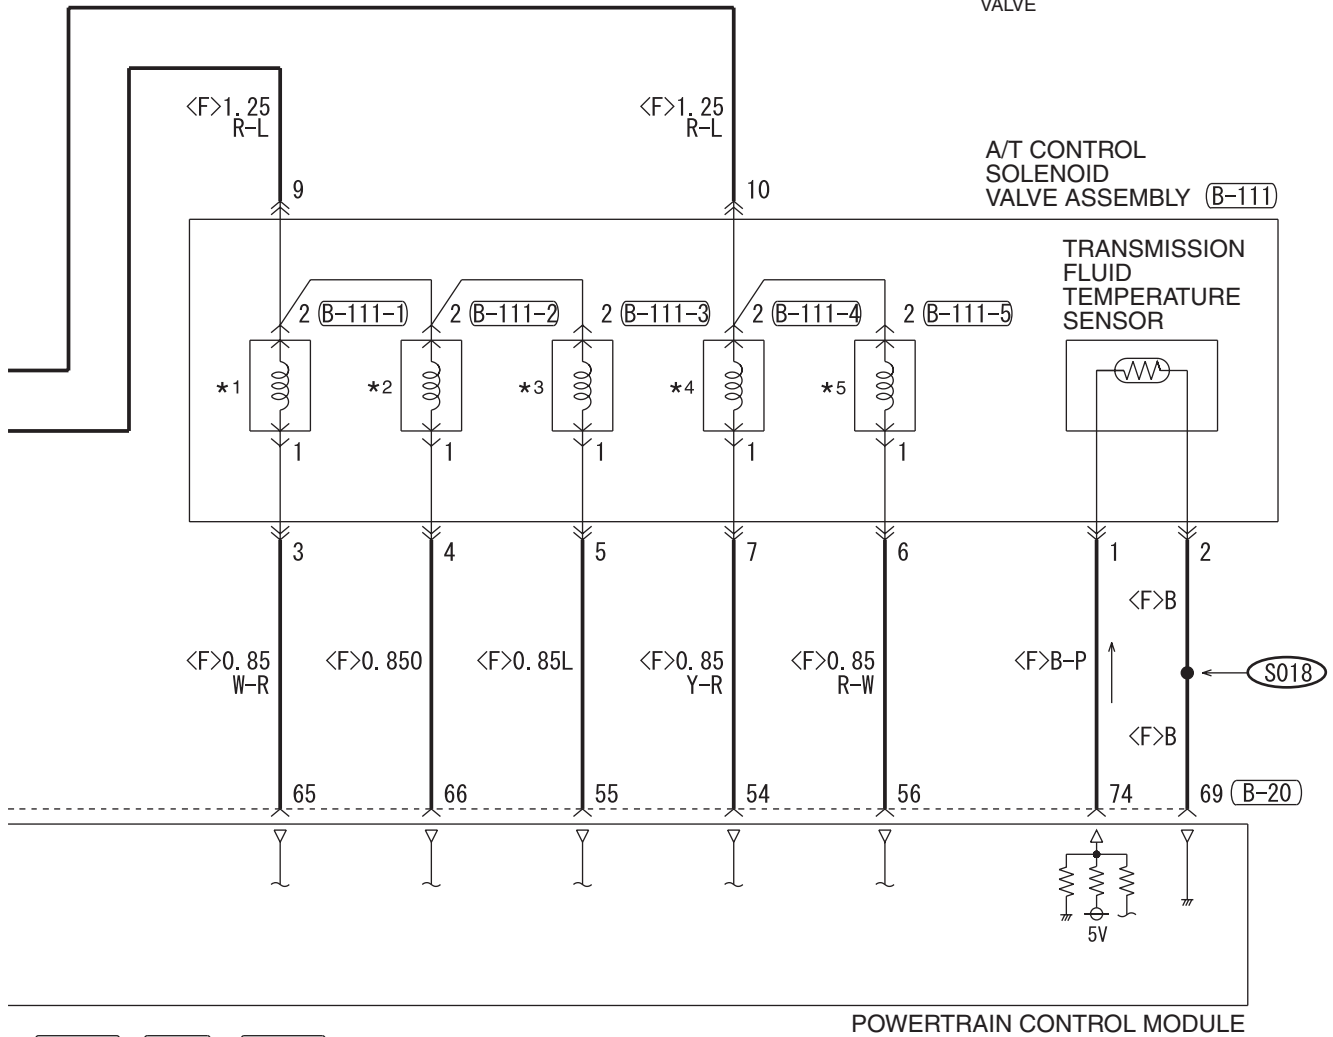 VALVE
<F>1.25
R-L
<F>1.25
R-L
A/T CONTROL
SOLENOID
VALVE ASSEMBLY (B-111)
9
10
TRANSMISSION
FLUID
TEMPERATURE
SENSOR
2 (B-111-1) 2 (B-111-2) 2 (B-111-3) 2 (B-111-4) 2 (B-111-5)
*1 *2 *3 *4 *5
1 1 1 1 1
3 4 5 7 6 1 2
<F>B
<F>0.85
W-R
<F>0.85O
<F>0.85L
<F>0.85
Y-R
<F>0.85
R-W
<F>B-P
S018
<F>B
65 66 55 54 56 74 69 (B-20)
5V
POWERTRAIN CONTROL MODULE